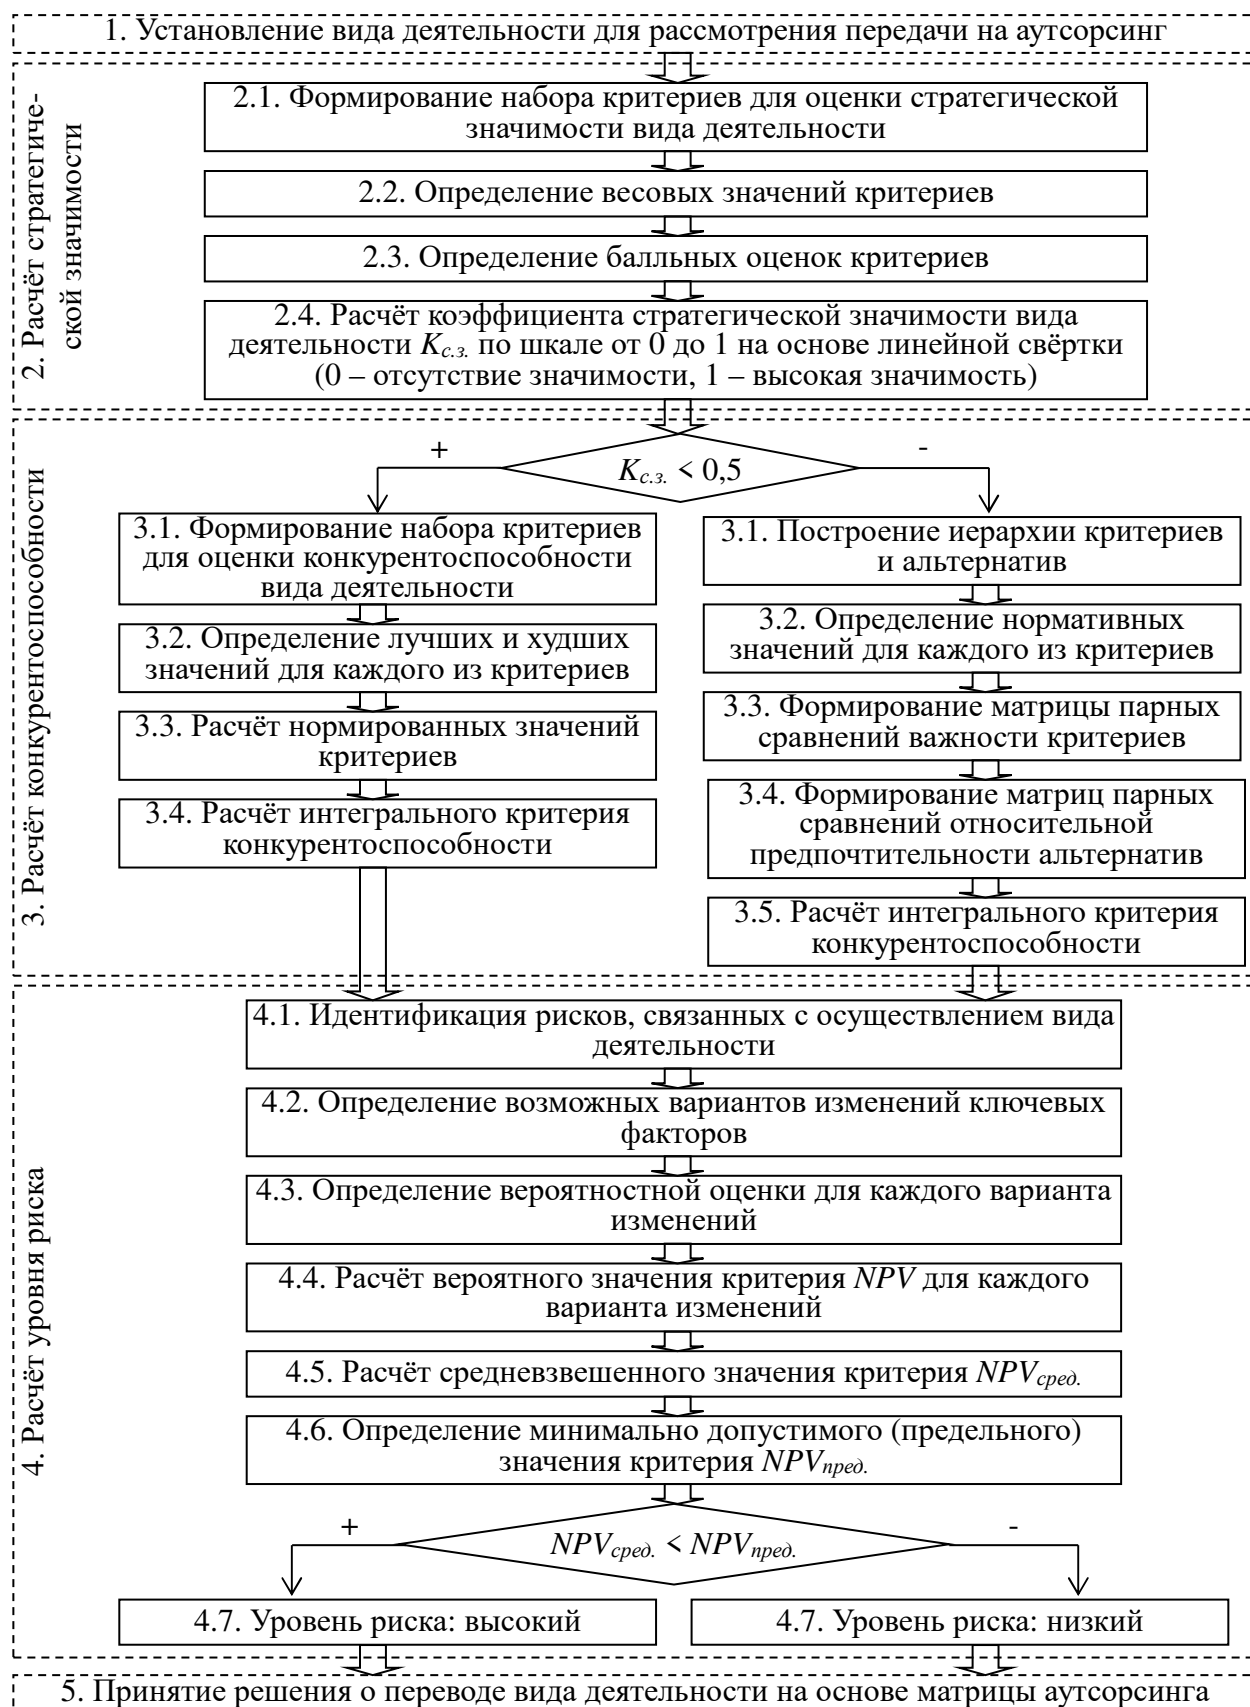 1. Установление вида деятельности для рассмотрения передачи на аутсорсинг
2. Расчёт стратегиче-
ской значимости
2.1. Формирование набора критериев для оценки стратегической
значимости вида деятельности
2.2. Определение весовых значений критериев
2.3. Определение балльных оценок критериев
2.4. Расчёт коэффициента стратегической значимости вида
деятельности Kс.з. по шкале от 0 до 1 на основе линейной свёртки
(0 – отсутствие значимости, 1 – высокая значимость)
3. Расчёт конкурентоспособности
+
Kс.з. < 0,5
-
3.1. Формирование набора критериев
для оценки конкурентоспособности
вида деятельности
3.2. Определение лучших и худших
значений для каждого из критериев
3.3. Расчёт нормированных значений
критериев
3.4. Расчёт интегрального критерия
конкурентоспособности
3.1. Построение иерархии критериев
и альтернатив
3.2. Определение нормативных
значений для каждого из критериев
3.3. Формирование матрицы парных
сравнений важности критериев
3.4. Формирование матриц парных
сравнений относительной
предпочтительности альтернатив
3.5. Расчёт интегрального критерия
конкурентоспособности
4. Расчёт уровня риска
4.1. Идентификация рисков, связанных с осуществлением вида
деятельности
4.2. Определение возможных вариантов изменений ключевых
факторов
4.3. Определение вероятностной оценки для каждого варианта
изменений
4.4. Расчёт вероятного значения критерия NPV для каждого
варианта изменений
4.5. Расчёт средневзвешенного значения критерия NPVсред.
4.6. Определение минимально допустимого (предельного)
значения критерия NPVпред.
+
NPVсред. < NPVпред.
-
4.7. Уровень риска: высокий
4.7. Уровень риска: низкий
5. Принятие решения о переводе вида деятельности на основе матрицы аутсорсинга